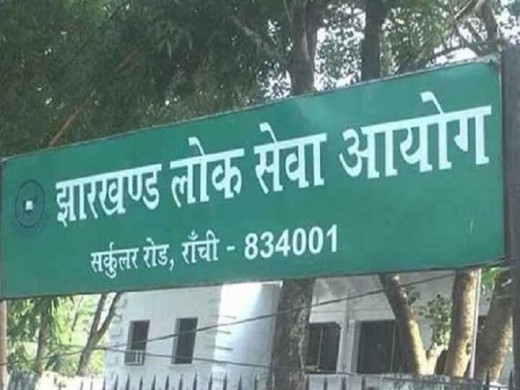 झारखण्ड लोक सेवा आयोग
सर्कुलर रोड, राँची - 834001